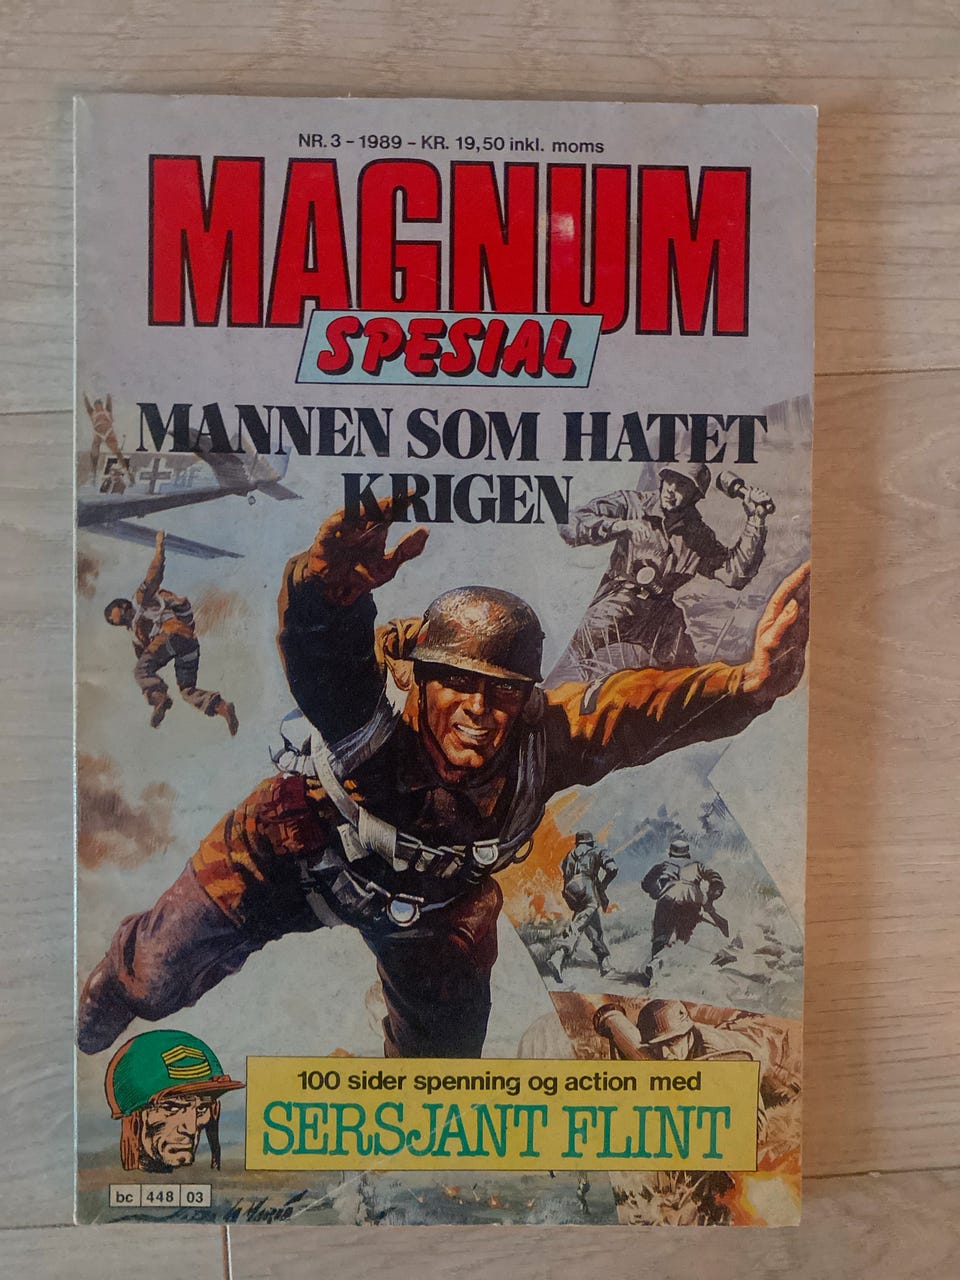 NR. 3 - 1989 - KR. 19,50 inkl. moms
MAGNUM
SPESIAL
MANNEN SOM HATET
KRIGEN
100 sider spenning og action med
SERSJANT FLINT
bc 448 03